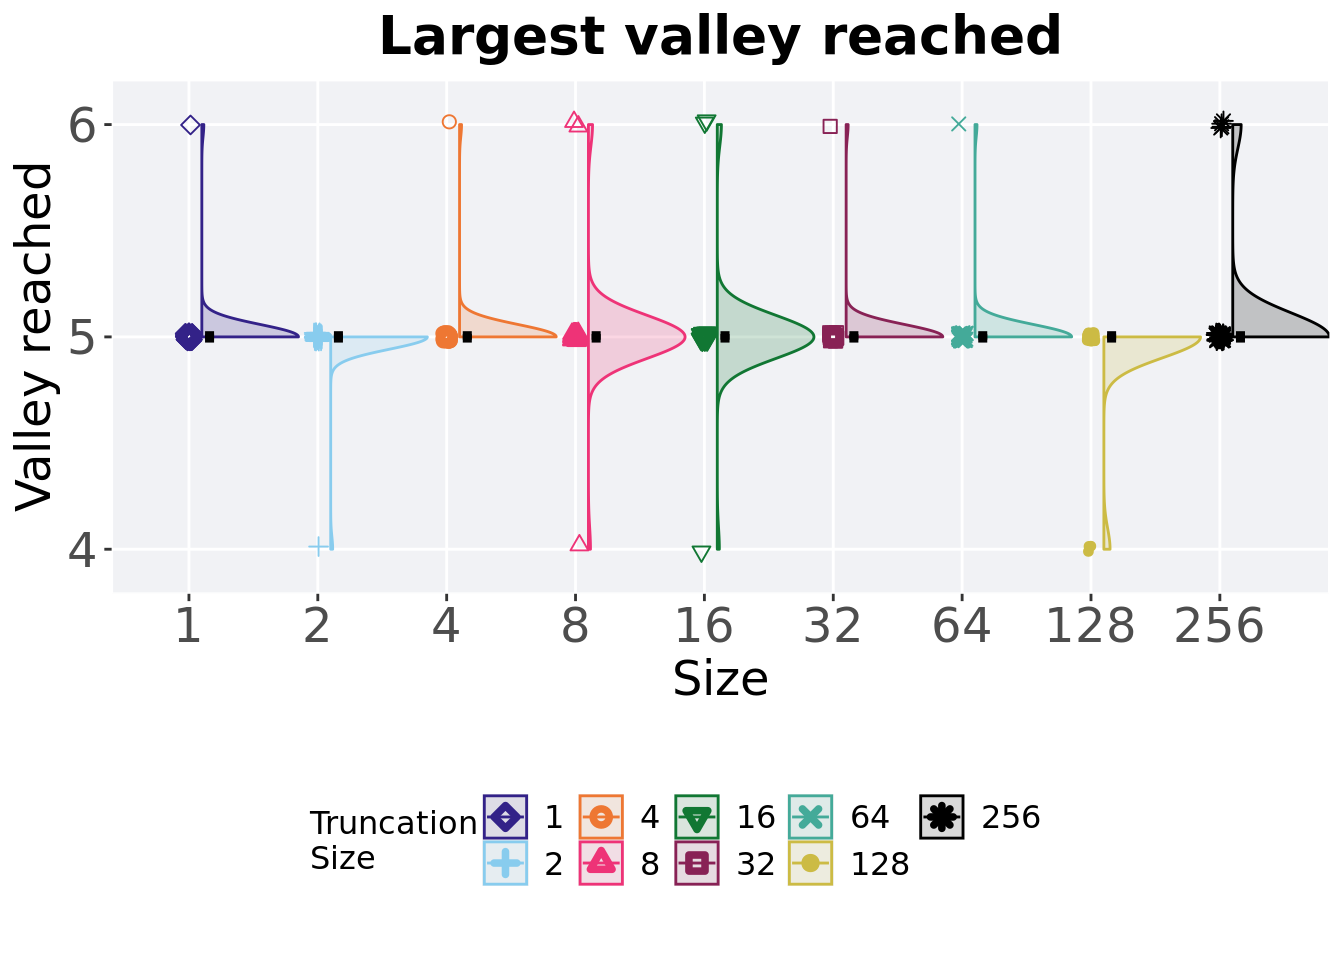 Largest valley reached
Valley reached
6
5
4
1 2 4 8 16 32 64 128 256
Size
Truncation
Size
1 4 16 64 256
2 8 32 128